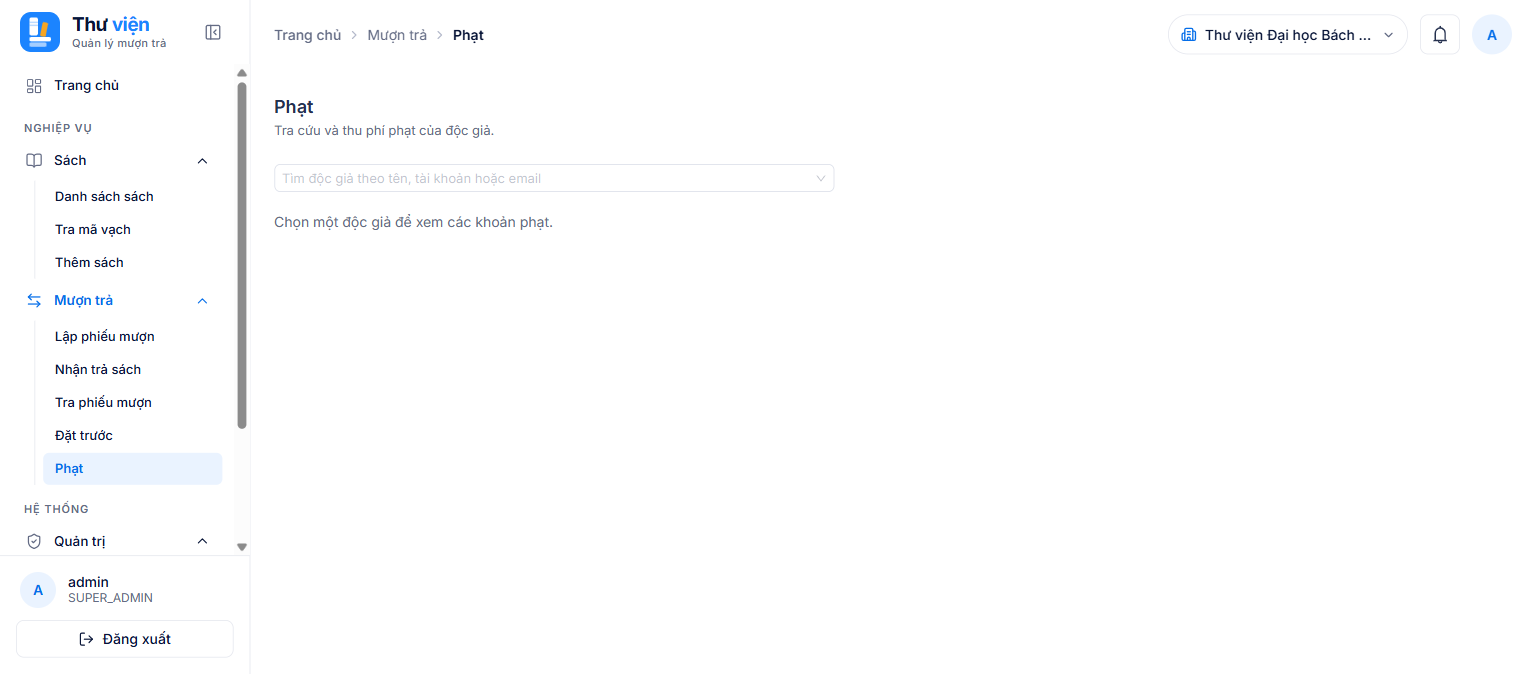 Thư viện
Quản lý mượn trả
Trang chủ
NGHIỆP VỤ
Sách
Danh sách sách
Tra mã vạch
Thêm sách
Mượn trả
Lập phiếu mượn
Nhận trả sách
Tra phiếu mượn
Đặt trước
Phạt
HỆ THỐNG
Quản trị
A
admin
SUPER_ADMIN
Đăng xuất
Trang chủ > Mượn trả > Phạt
Thư viện Đại học Bách ...
A
Phạt
Tra cứu và thu phí phạt của độc giả.
Tìm độc giả theo tên, tài khoản hoặc email
Chọn một độc giả để xem các khoản phạt.